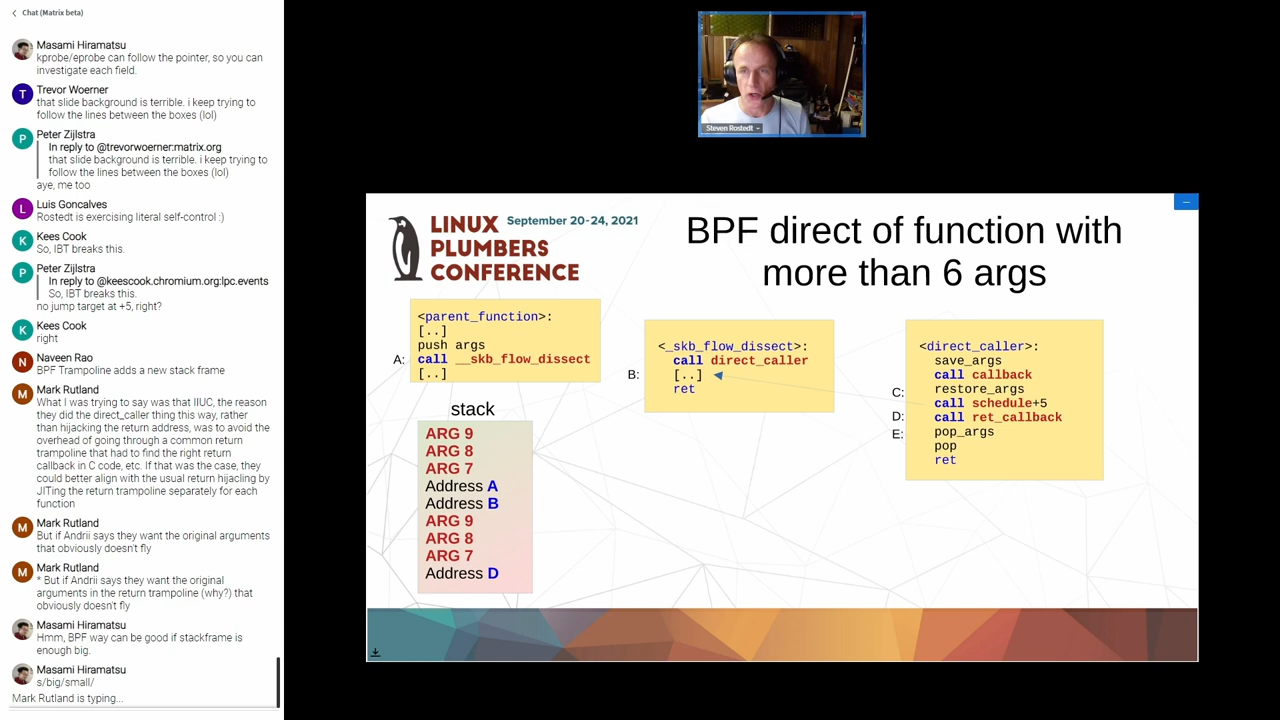 Chat (Matrix beta)
Masami Hiramatsu
kprobe/eprobe can follow the pointer, so you can
investigate each field.
Trevor Woerner
that slide background is terrible. i keep trying to
follow the lines between the boxes (lol)
Peter Zijlstra
In reply to @trevorwoerner:matrix.org
that slide background is terrible. i keep trying to
follow the lines between the boxes (lol)
aye, me too
Luis Goncalves
Rostedt is exercising literal self-control :)
Kees Cook
So, IBT breaks this.
Peter Zijlstra
In reply to @keescook.chromium.org:lpc.events
So, IBT breaks this.
no jump target at +5, right?
Kees Cook
right
Naveen Rao
BPF Trampoline adds a new stack frame
Mark Rutland
What I was trying to say was that IIUC, the reason
they did the direct_caller thing this way, rather
than hijacking the return address, was to avoid the
overhead of going through a common return
trampoline that had to find the right return
callback in C code, etc. If that was the case, they
could better align with the usual return hijacling by
JITing the return trampoline separately for each
function
Mark Rutland
But if Andrii says they want the original arguments
that obviously doesn't fly
Mark Rutland
* But if Andrii says they want the original
arguments in the return trampoline (why?) that
obviously doesn't fly
Masami Hiramatsu
Hmm, BPF way can be good if stackframe is
enough big.
Masami Hiramatsu
s/big/small/
Mark Rutland is typing...
T
P
L
K
P
K
N
M
M
M
Steven Rostedt
LINUX
PLUMBERS
CONFERENCE
September 20-24, 2021
BPF direct of function with
more than 6 args
A:
<parent_function>:
[..]
push args
call __skb_flow_dissect
[..]
stack
ARG 9
ARG 8
ARG 7
Address A
Address B
ARG 9
ARG 8
ARG 7
Address D
B:
<_skb_flow_dissect>:
call direct_caller
[..]
ret
C:
D:
E:
<direct_caller>:
save_args
call callback
restore_args
call schedule+5
call ret_callback
pop_args
pop
ret